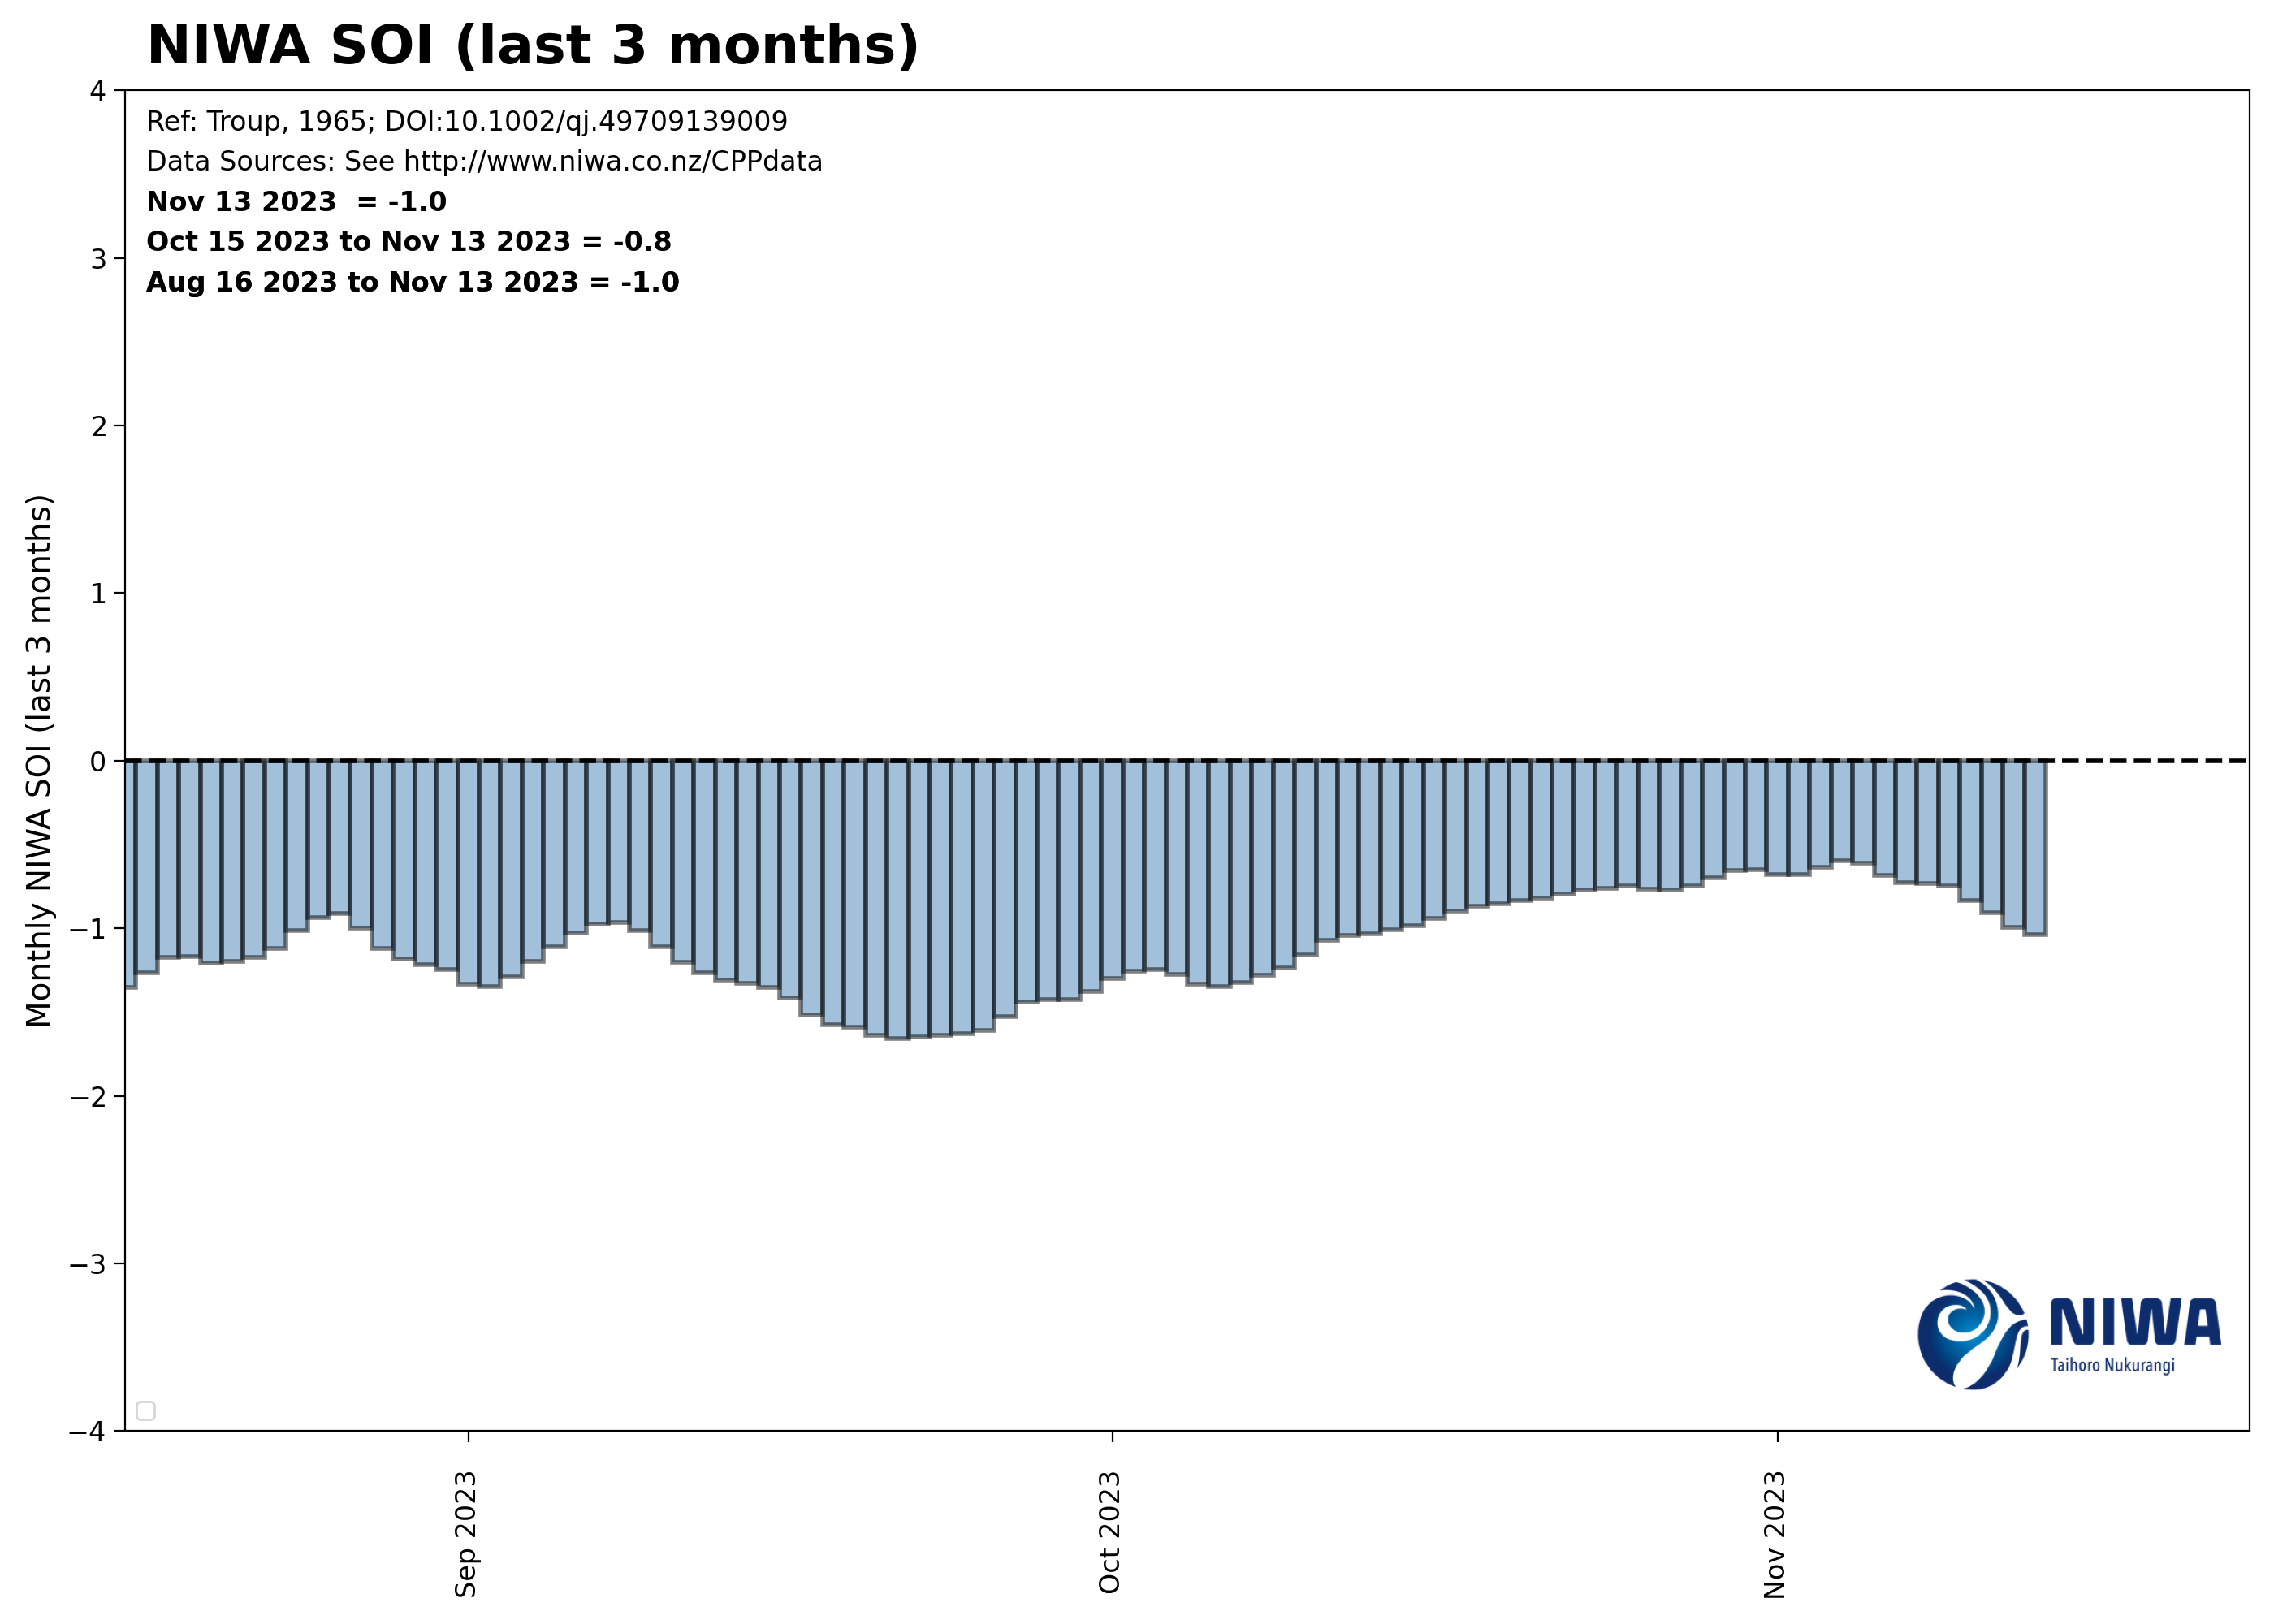 NIWA SOI (last 3 months)
Ref: Troup, 1965; DOI:10.1002/qj.49709139009
Data Sources: See http://www.niwa.co.nz/CPPdata
Nov 13 2023  = -1.0
Oct 15 2023 to Nov 13 2023 = -0.8
Aug 16 2023 to Nov 13 2023 = -1.0
Monthly NIWA SOI (last 3 months)
4
3
2
1
0
−1
−2
−3
−4
Sep 2023
Oct 2023
Nov 2023
NIWA
Taihoro Nukurangi